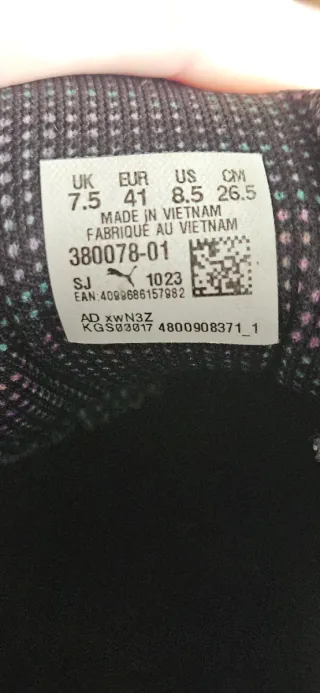 UK EUR US CM
7.5 41 8.5 26.5
MADE IN VIETNAM
FABRIQUÉ AU VIETNAM
380078-01
SJ 1023
EAN:4099686157982
AD xwN3Z
KGS03017 4800908371_1